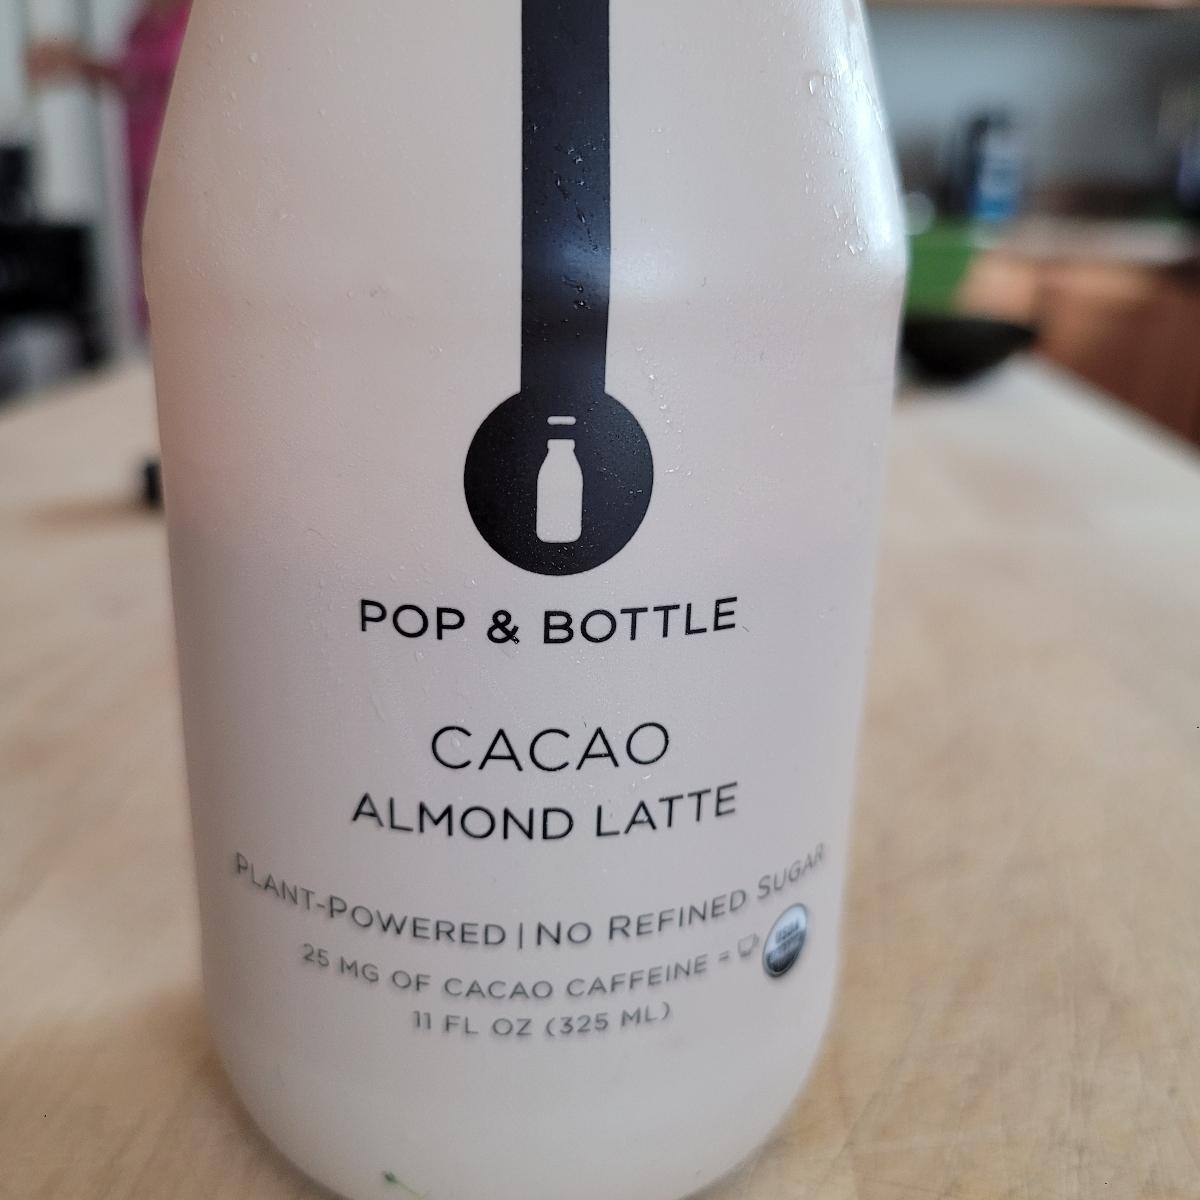 POP & BOTTLE
CACAO
ALMOND LATTE
PLANT-POWERED | NO REFINED SUGAR
25 MG OF CACAO CAFFEINE =
11 FL OZ (325 ML)
USDA